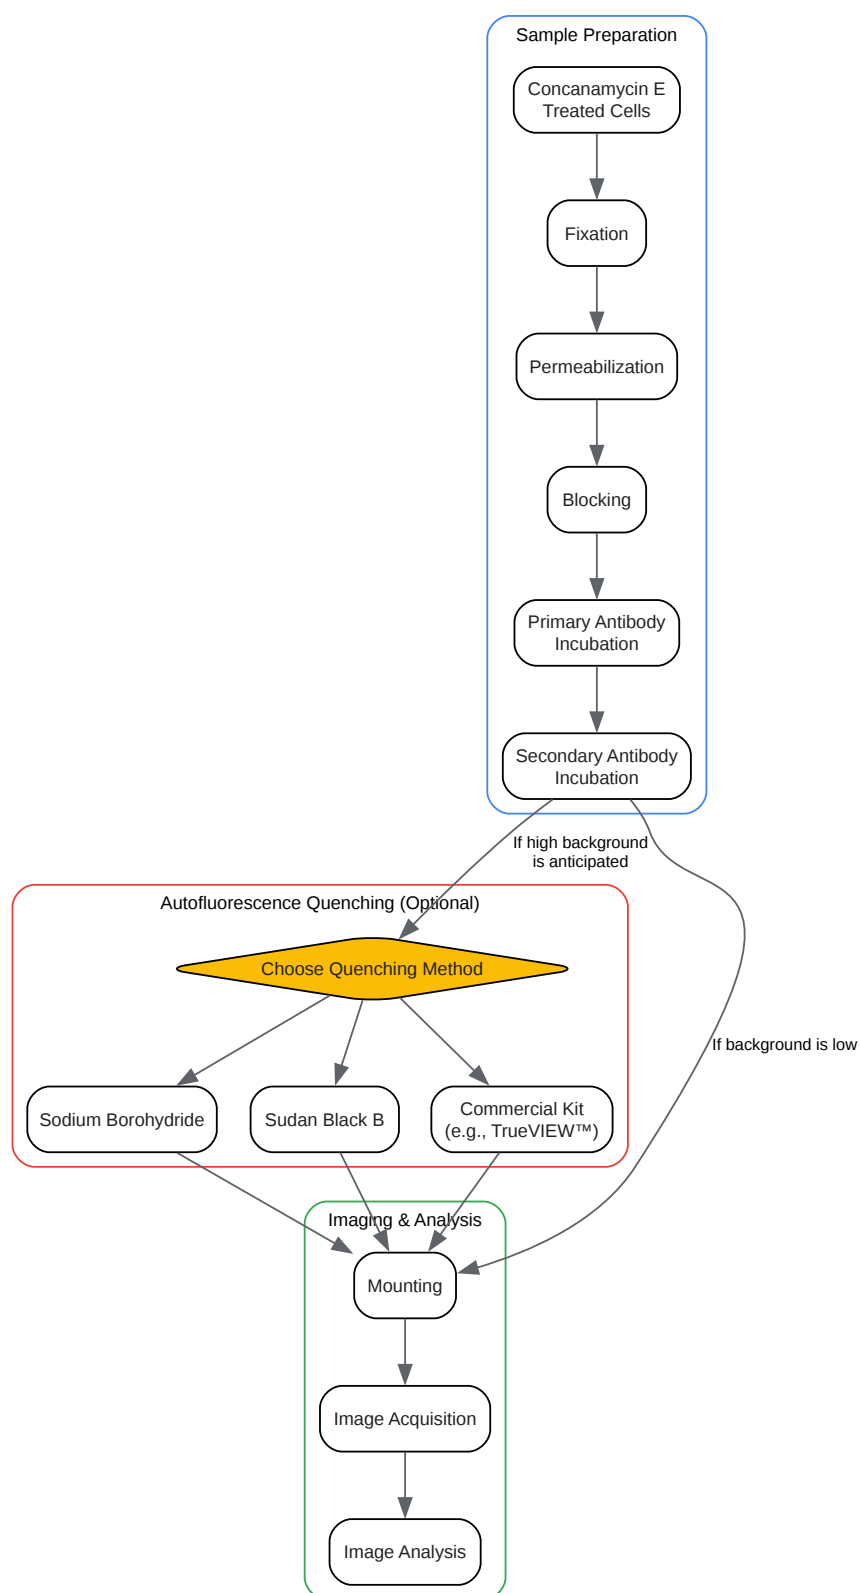 Sample Preparation
Concanamycin E
Treated Cells
Fixation
Permeabilization
Blocking
Primary Antibody
Incubation
Secondary Antibody
Incubation
If high background
is anticipated
Autofluorescence Quenching (Optional)
Choose Quenching Method
If background is low
Sodium Borohydride
Sudan Black B
Commercial Kit
(e.g., TrueVIEW™)
Imaging & Analysis
Mounting
Image Acquisition
Image Analysis